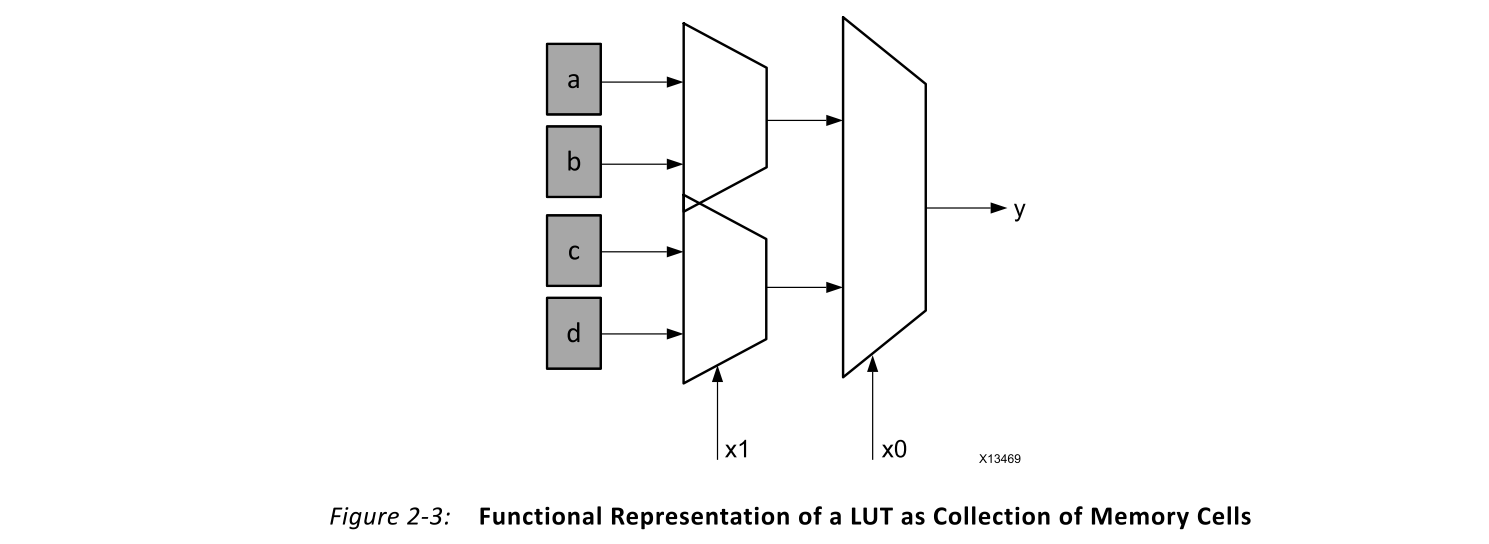 a
b
c
d
y
x1
x0
X13469
Figure 2-3: Functional Representation of a LUT as Collection of Memory Cells